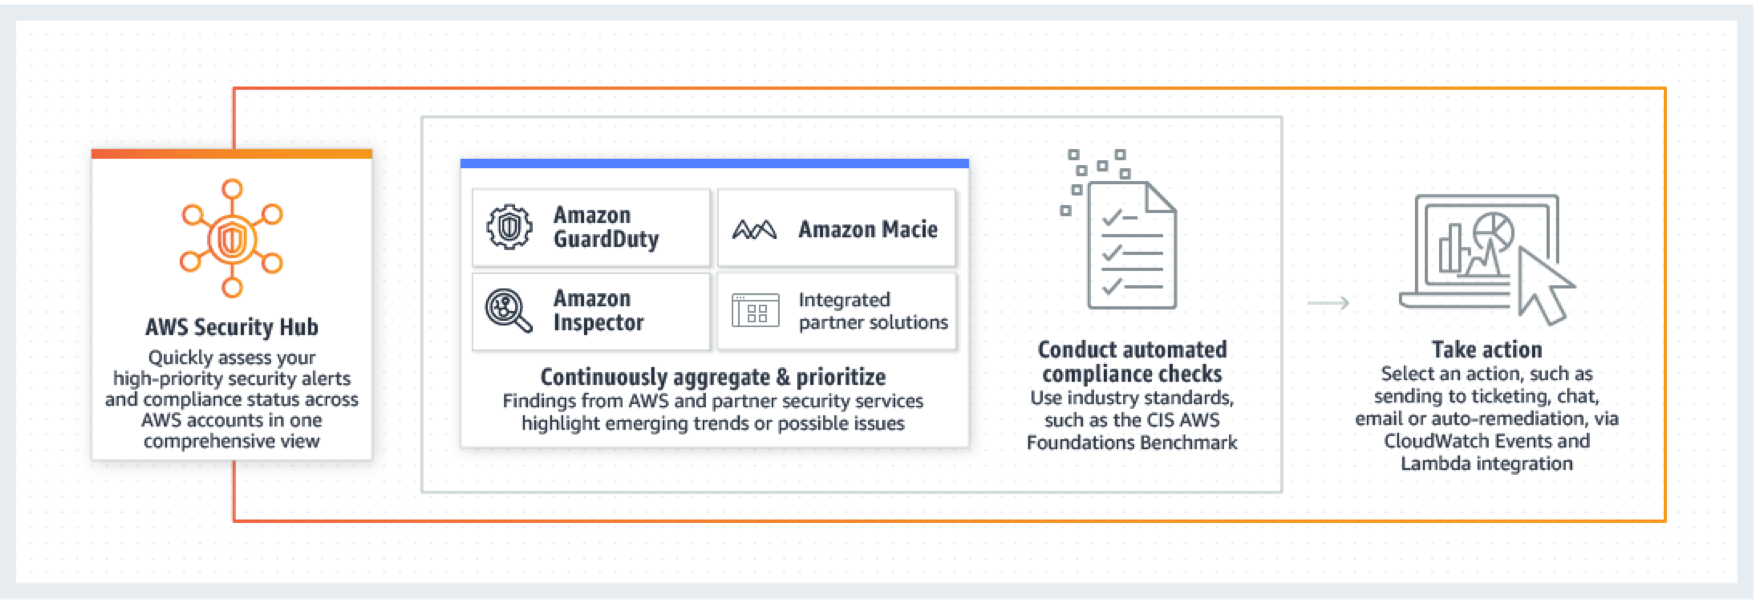 AWS Security Hub
Quickly assess your
high-priority security alerts
and compliance status across
AWS accounts in one
comprehensive view
Amazon
GuardDuty
Amazon Macie
Amazon
Inspector
Integrated
partner solutions
Continuously aggregate & prioritize
Findings from AWS and partner security services
highlight emerging trends or possible issues
Conduct automated
compliance checks
Use industry standards,
such as the CIS AWS
Foundations Benchmark
Take action
Select an action, such as
sending to ticketing, chat,
email or auto-remediation, via
CloudWatch Events and
Lambda integration